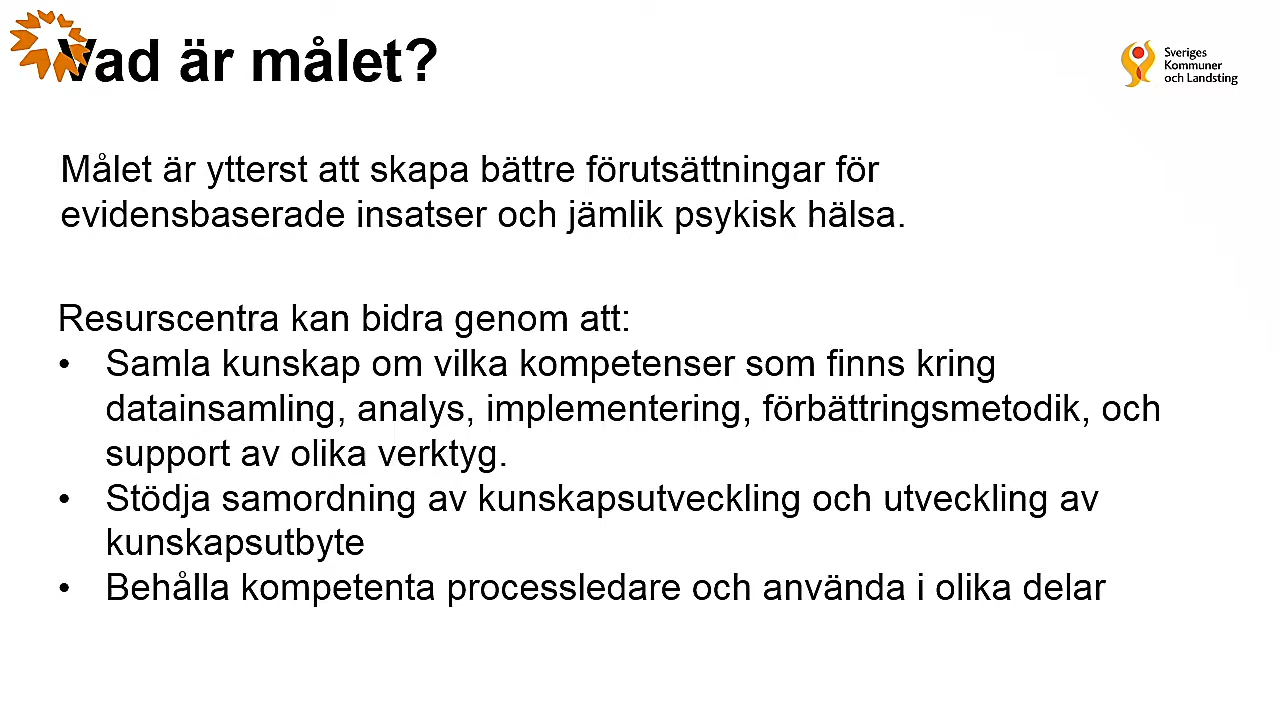 Vad är målet?
Sveriges
Kommuner
och Landsting
Målet är ytterst att skapa bättre förutsättningar för
evidensbaserade insatser och jämlik psykisk hälsa.
Resurscentra kan bidra genom att:
• Samla kunskap om vilka kompetenser som finns kring
datainsamling, analys, implementering, förbättringsmetodik, och
support av olika verktyg.
• Stödja samordning av kunskapsutveckling och utveckling av
kunskapsutbyte
• Behålla kompetenta processledare och använda i olika delar